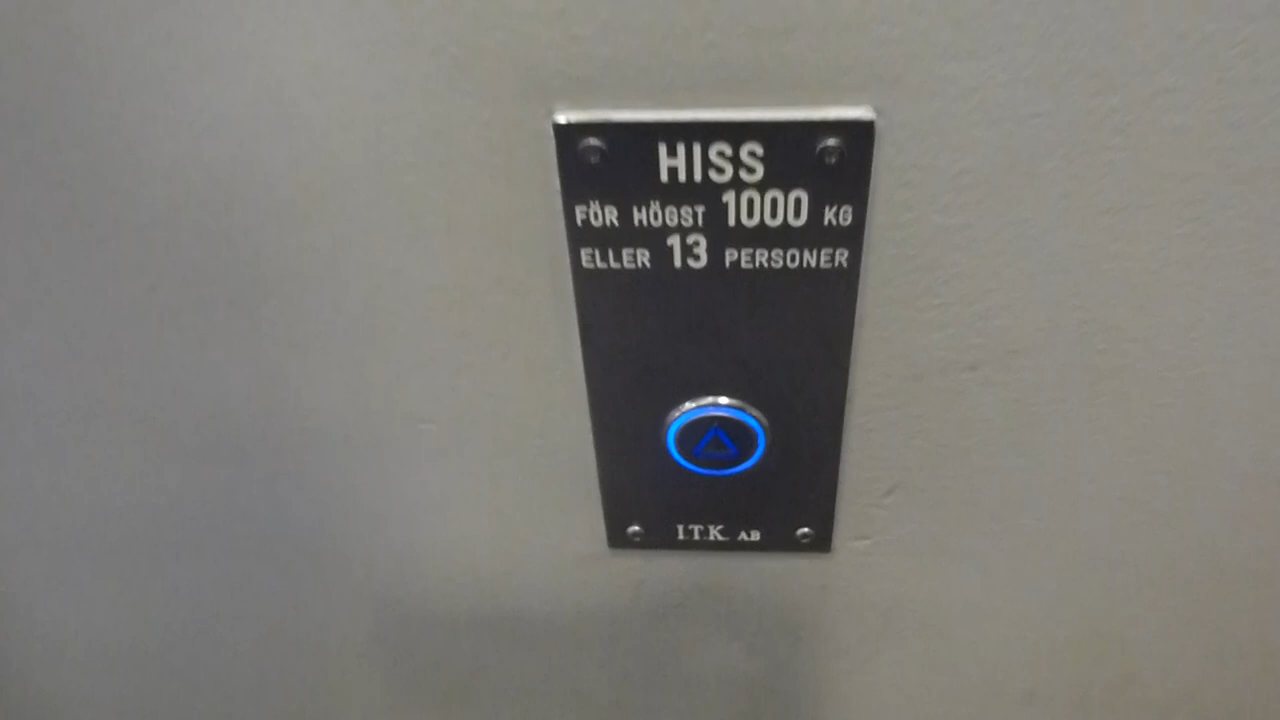 HISS
FÖR HÖGST 1000 KG
ELLER 13 PERSONER
I.T.K. AB